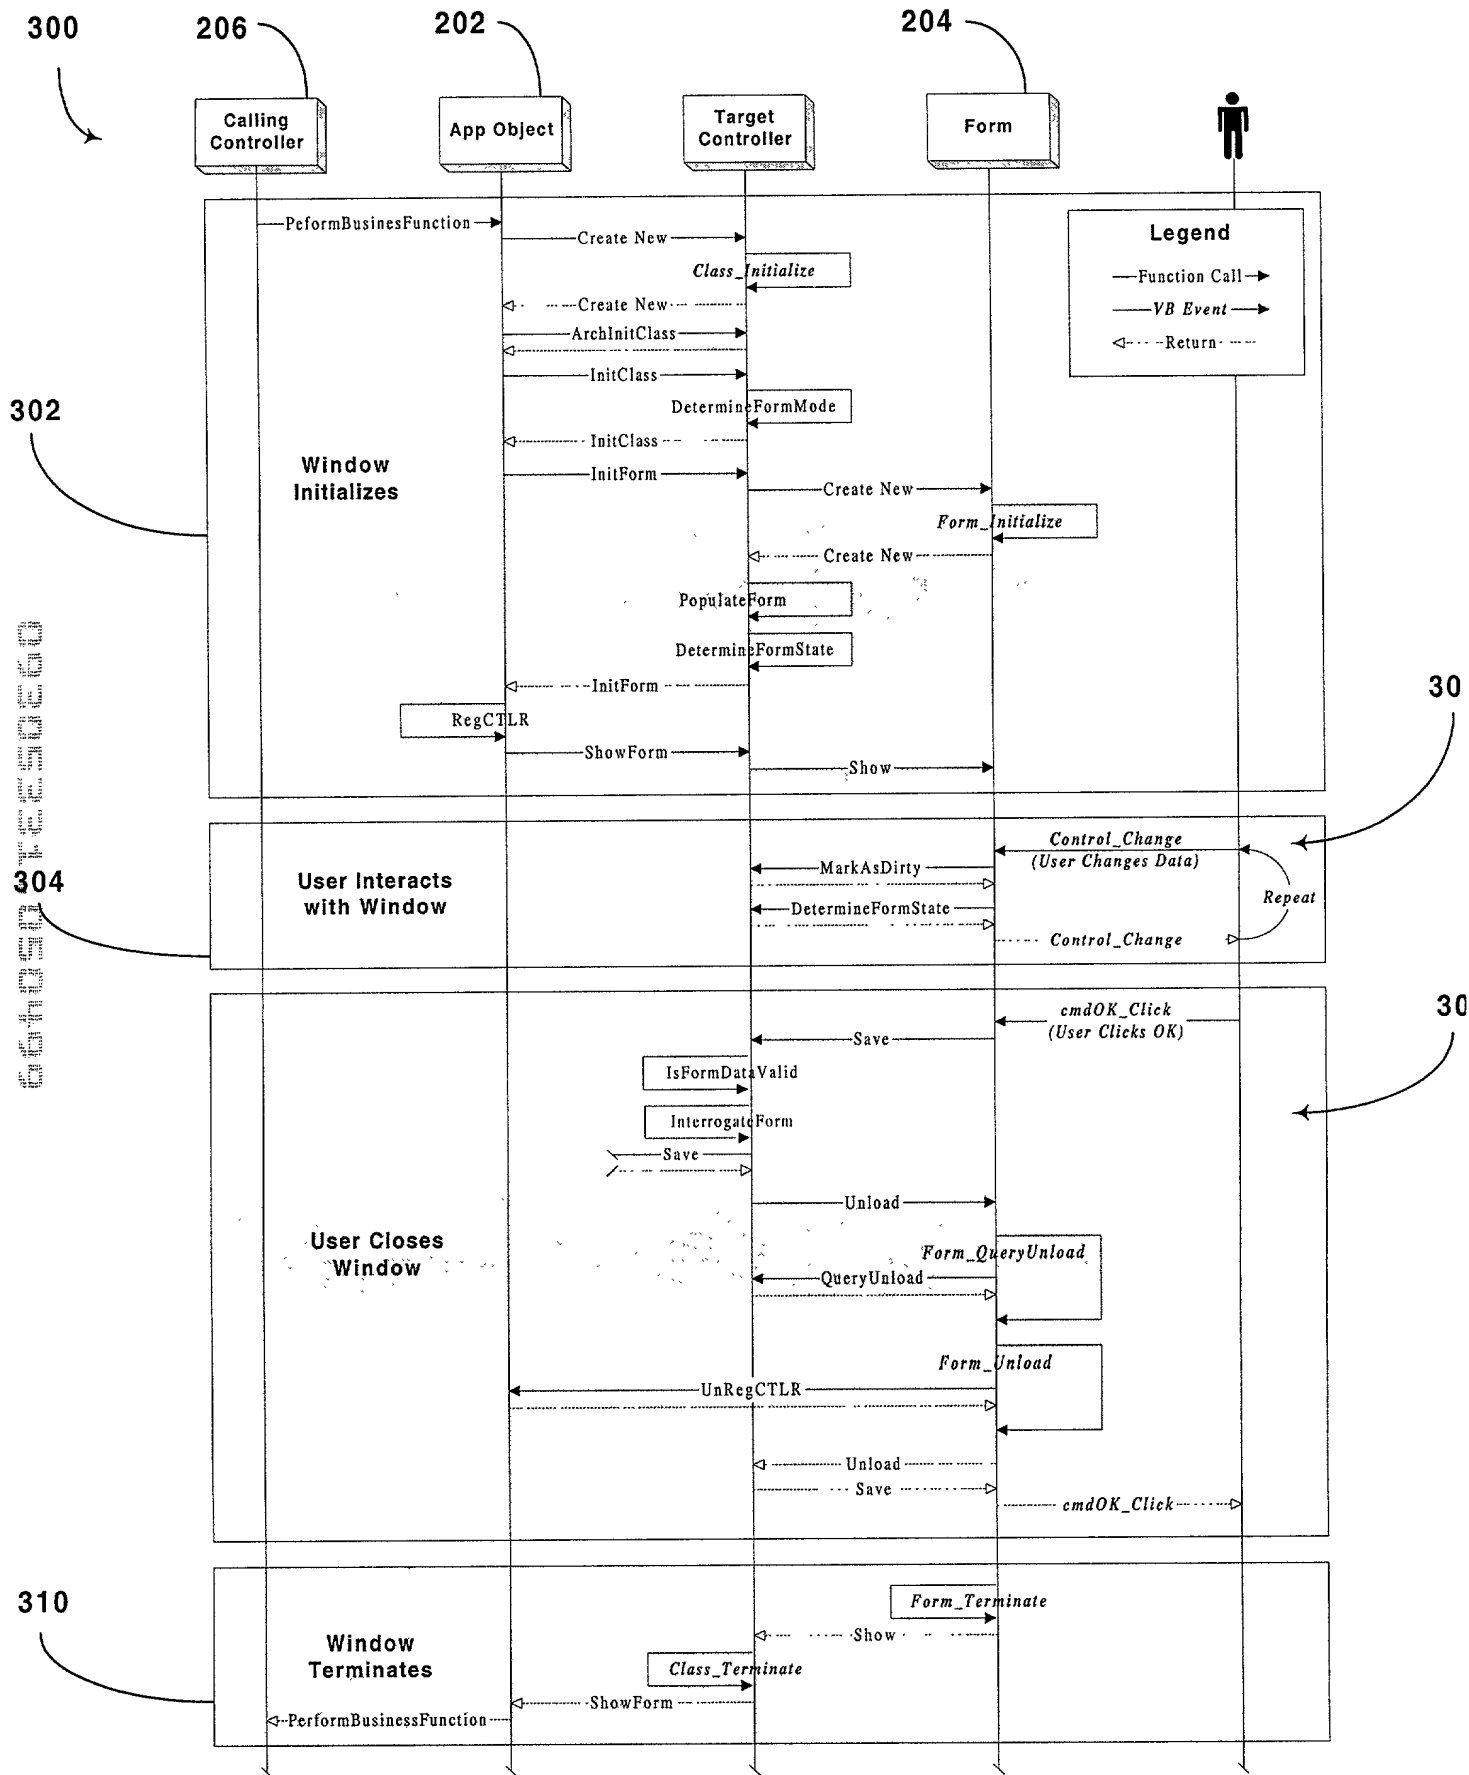 300
206
202
204
Calling
Controller
App Object
Target
Controller
Form
PeformBusinesFunction
Create New
Legend
Function Call
VB Event
Return
Class_Initialize
Create New
ArchInitClass
InitClass
DetermineFormMode
302
InitClass
Window
Initializes
InitForm
Create New
Form_Initialize
Create New
PopulateForm
DetermineFormState
InitForm
30
RegCTLR
ShowForm
Show
Control_Change
(User Changes Data)
MarkAsDirty
304
User Interacts
with Window
Repeat
DetermineFormState
Control_Change
30
cmdOK_Click
(User Clicks OK)
Save
IsFormDataValid
InterrogateForm
Save
Unload
User Closes
Window
Form_QueryUnload
QueryUnload
Form_Unload
UnRegCTLR
Unload
Save
cmdOK_Click
310
Form_Terminate
Show
Window
Terminates
Class_Terminate
ShowForm
PerformBusinessFunction